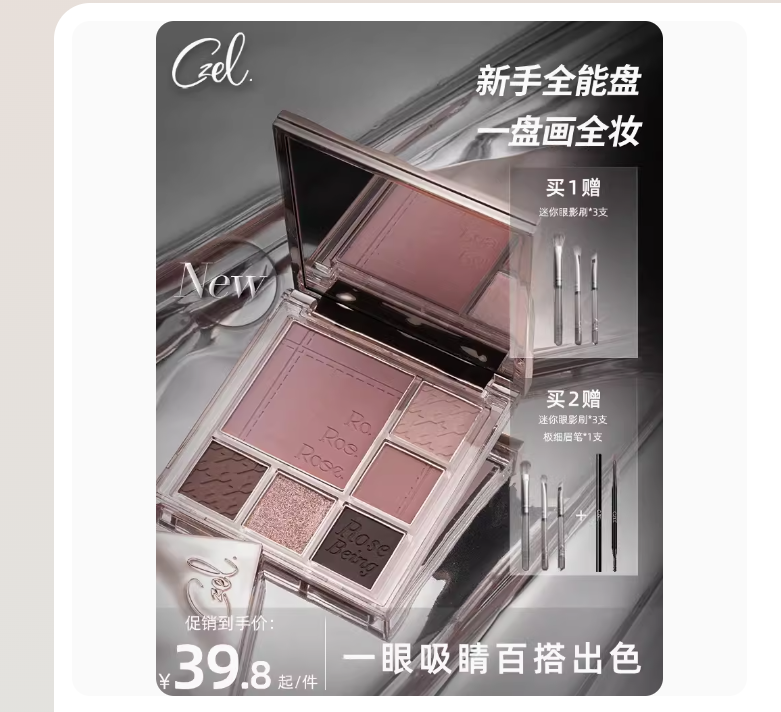 Czel.
新手全能盘
一盘画全妆
买1赠
迷你眼影刷*3支
New
买2赠
迷你眼影刷*3支
极细眉笔*1支
+
Ro.
Roe.
Rose.
Rose
Being
Czel.
促销到手价:
¥39.8起/件
一眼吸睛百搭出色